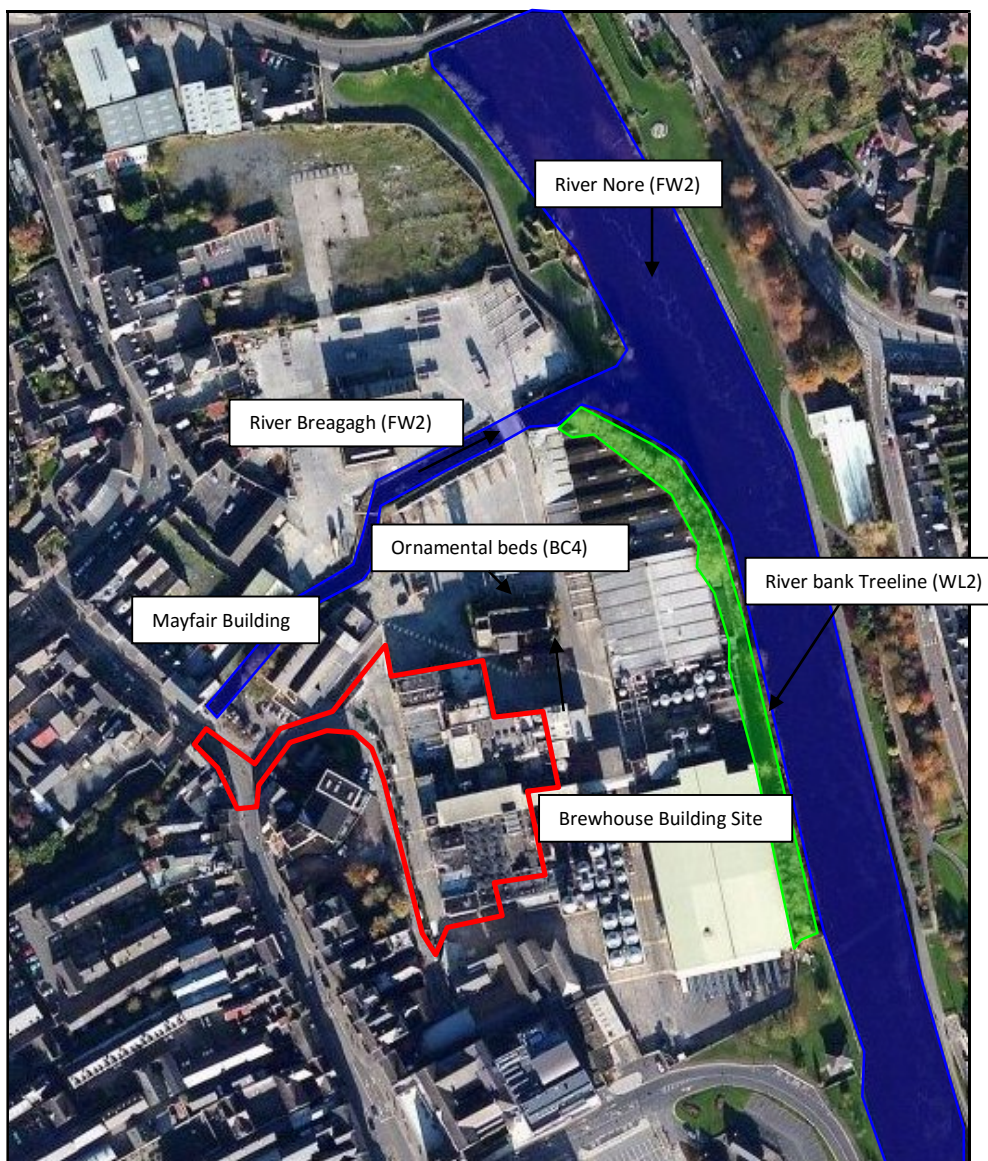 River Nore (FW2)
River Breagagh (FW2)
Ornamental beds (BC4)
River bank Treeline (WL2)
Mayfair Building
Brewhouse Building Site